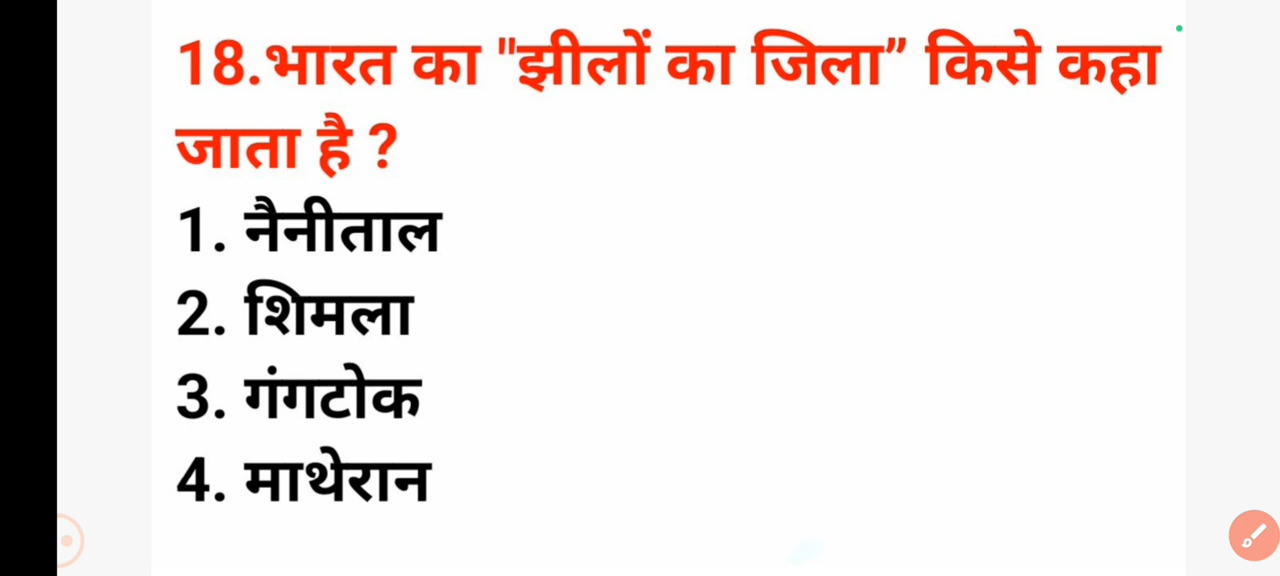 18.भारत का "झीलों का जिला” किसे कहा
जाता है ?
1. नैनीताल
2. शिमला
3. गंगटोक
4. माथेरान